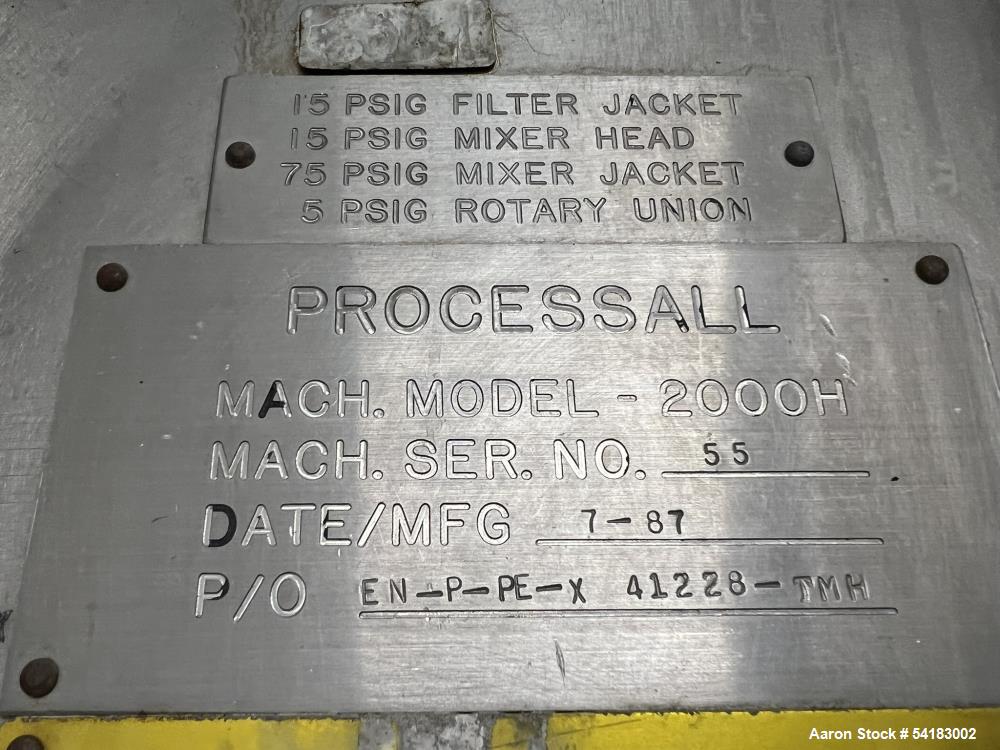 15 PSIG FILTER JACKET
15 PSIG MIXER HEAD
75 PSIG MIXER JACKET
5 PSIG ROTARY UNION
PROCESSALL
MACH. MODEL - 2000H
MACH. SER. NO. 55
DATE/MFG 7-87
P/O EN-P-PE-X 41228-TMH
Aaron Stock # 54183002